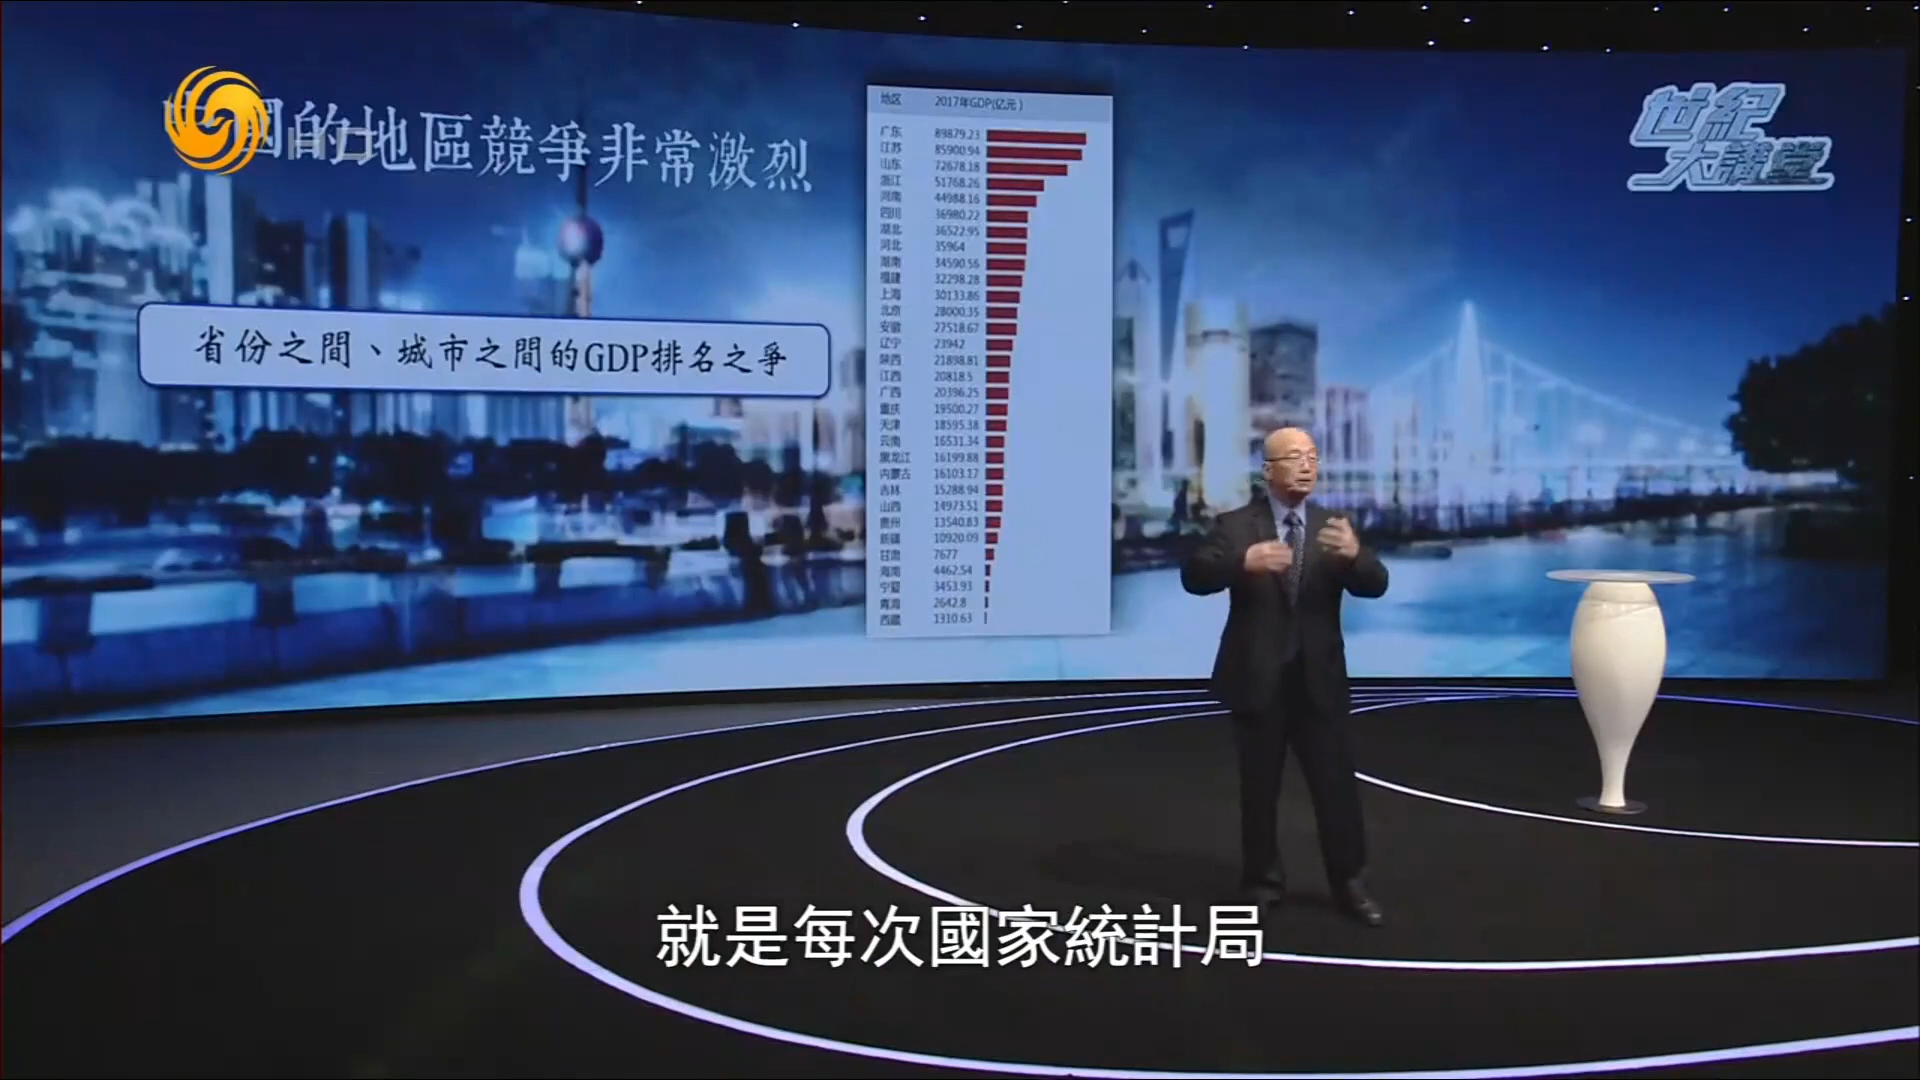 中國的地區競爭非常激烈
HD
世紀
大講堂
省份之間、城市之間的GDP排名之爭
地区 2017年GDP(亿元)
广东 89879.23
江苏 85900.94
山东 72678.18
浙江 51768.26
河南 44988.16
四川 36980.22
湖北 36522.95
河北 35964
湖南 34590.56
福建 32298.28
上海 30133.86
北京 28000.35
安徽 27518.67
辽宁 23942
陕西 21898.81
江西 20818.5
广西 20396.25
重庆 19500.27
天津 18595.38
云南 16531.34
黑龙江 16199.88
内蒙古 16103.17
吉林 15288.94
山西 14973.51
贵州 13540.83
新疆 10920.09
甘肃 7677
海南 4462.54
宁夏 3453.93
青海 2642.8
西藏 1310.63
就是每次國家統計局